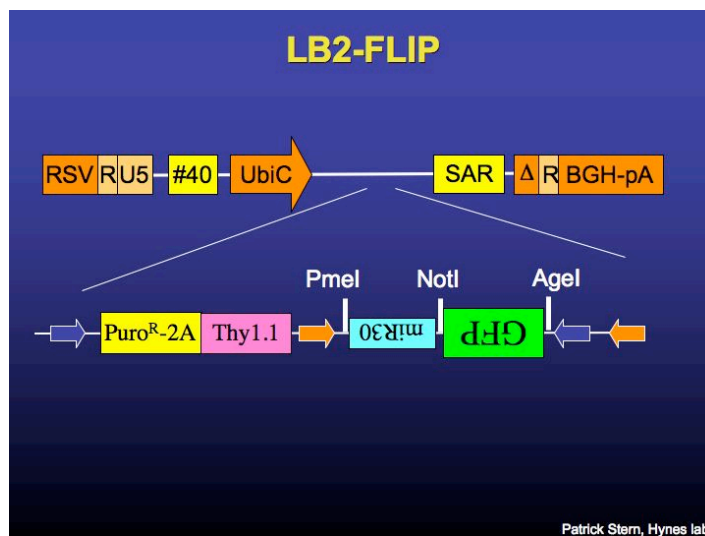 LB2-FLIP
RSV R U5 #40 UbiC SAR Δ R BGH-pA
PmeI NotI AgeI
Puroᴿ-2A Thy1.1 miR30 GFP
Patrick Stern, Hynes lab